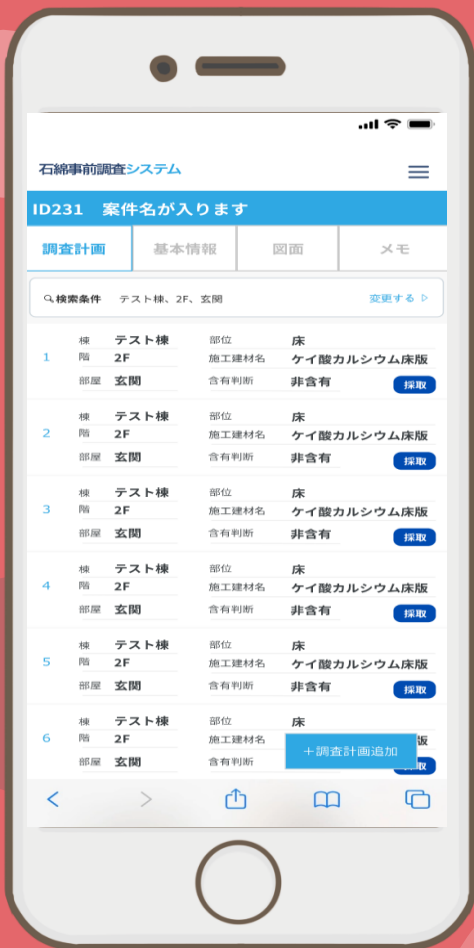 石綿事前調査システム
ID231 案件名が入ります
調査計画 基本情報 図面 メモ
検索条件 テスト棟、2F、玄関 変更する
棟 テスト棟 部位 床
1 階 2F 施工建材名 ケイ酸カルシウム床版
部屋 玄関 含有判断 非含有 採取
棟 テスト棟 部位 床
2 階 2F 施工建材名 ケイ酸カルシウム床版
部屋 玄関 含有判断 非含有 採取
棟 テスト棟 部位 床
3 階 2F 施工建材名 ケイ酸カルシウム床版
部屋 玄関 含有判断 非含有 採取
棟 テスト棟 部位 床
4 階 2F 施工建材名 ケイ酸カルシウム床版
部屋 玄関 含有判断 非含有 採取
棟 テスト棟 部位 床
5 階 2F 施工建材名 ケイ酸カルシウム床版
部屋 玄関 含有判断 非含有 採取
棟 テスト棟 部位 床
6 階 2F 施工建材名 版
部屋 玄関 含有判断 取
+調査計画追加